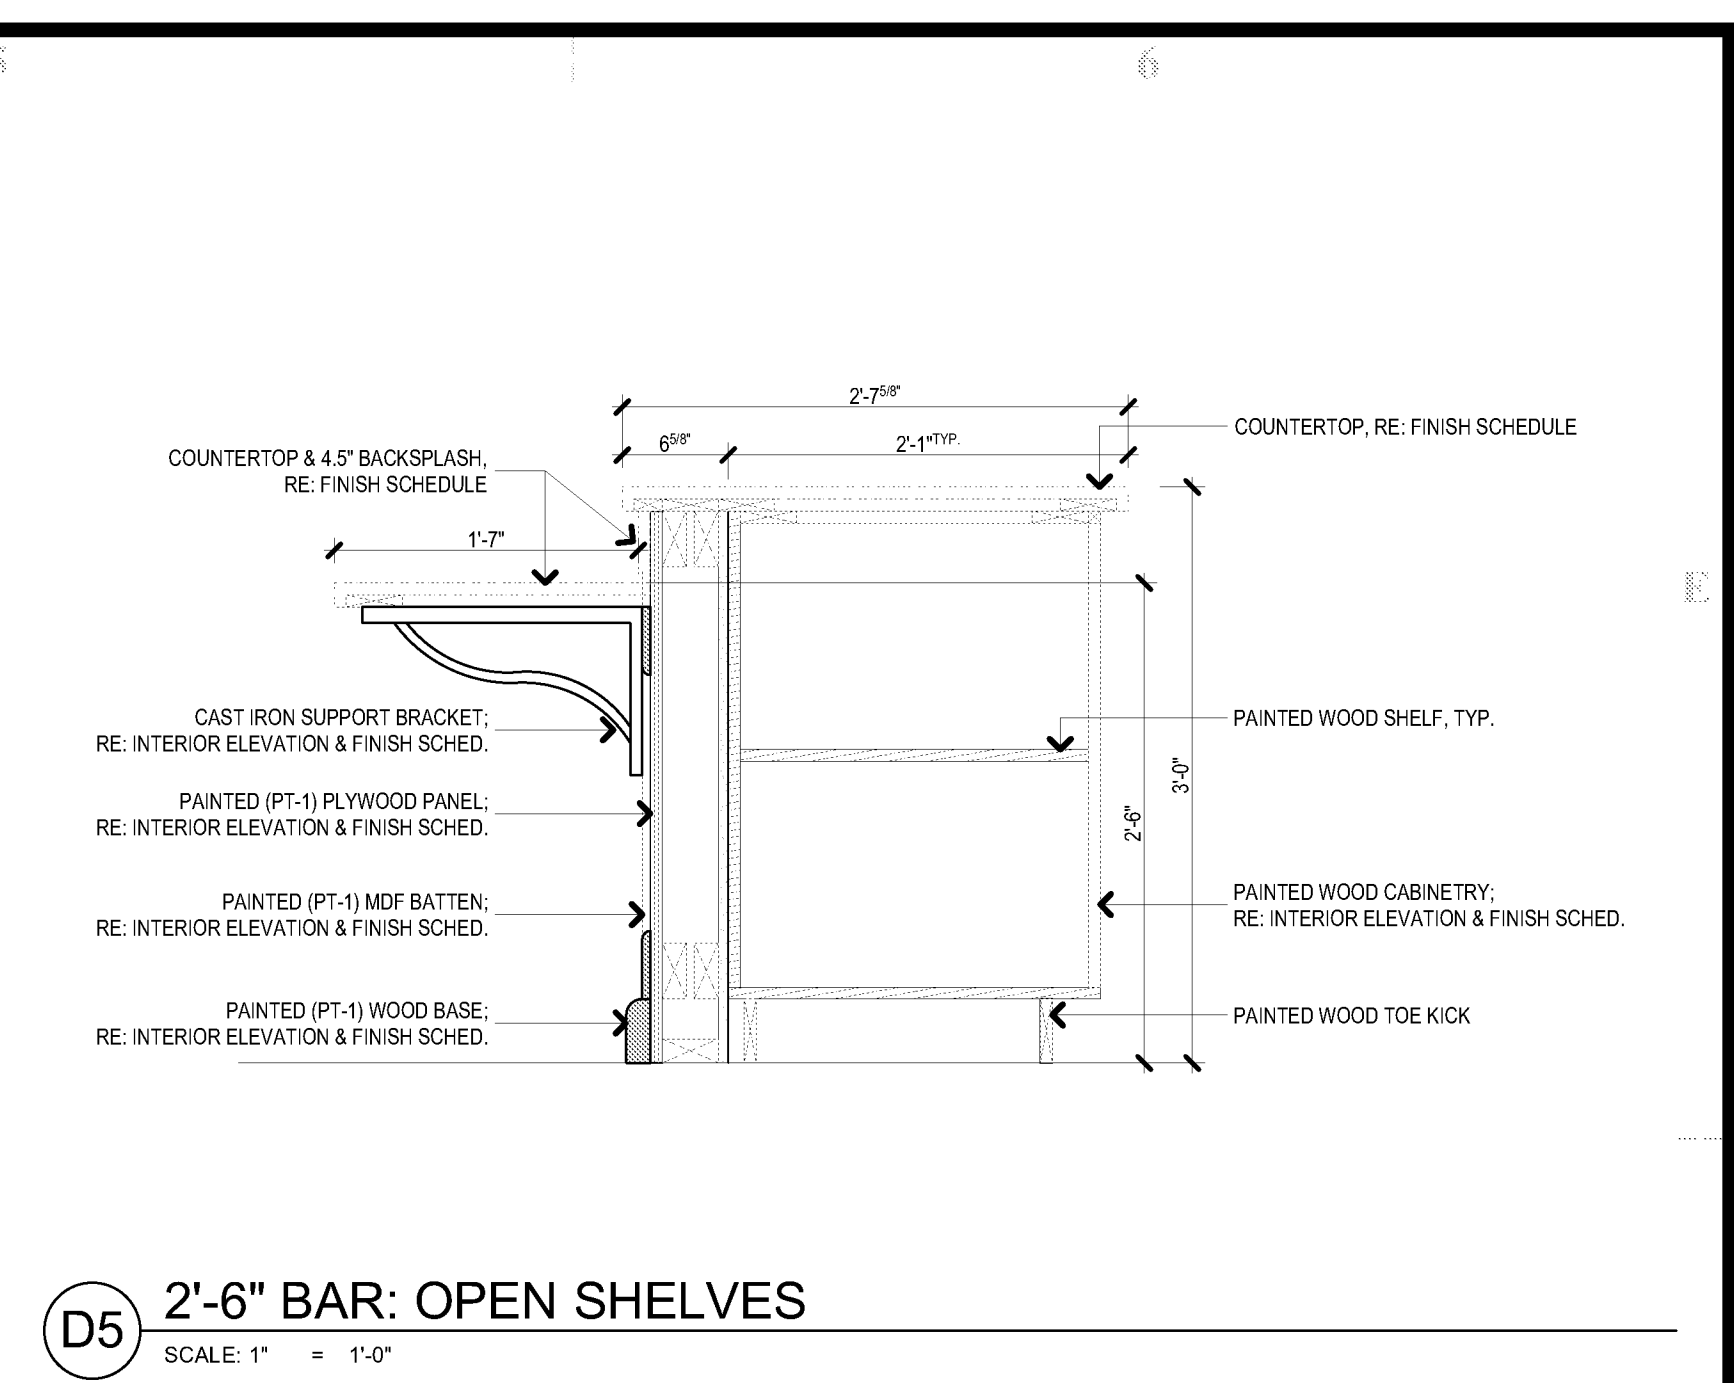 6
2'-7 5/8"
6 5/8"
2'-1" TYP.
COUNTERTOP, RE: FINISH SCHEDULE
COUNTERTOP & 4.5" BACKSPLASH,
RE: FINISH SCHEDULE
1'-7"
E
CAST IRON SUPPORT BRACKET;
RE: INTERIOR ELEVATION & FINISH SCHED.
PAINTED WOOD SHELF, TYP.
3'-0"
2'-6"
PAINTED (PT-1) PLYWOOD PANEL;
RE: INTERIOR ELEVATION & FINISH SCHED.
PAINTED (PT-1) MDF BATTEN;
RE: INTERIOR ELEVATION & FINISH SCHED.
PAINTED WOOD CABINETRY;
RE: INTERIOR ELEVATION & FINISH SCHED.
PAINTED (PT-1) WOOD BASE;
RE: INTERIOR ELEVATION & FINISH SCHED.
PAINTED WOOD TOE KICK
D5
2'-6" BAR: OPEN SHELVES
SCALE: 1" = 1'-0"